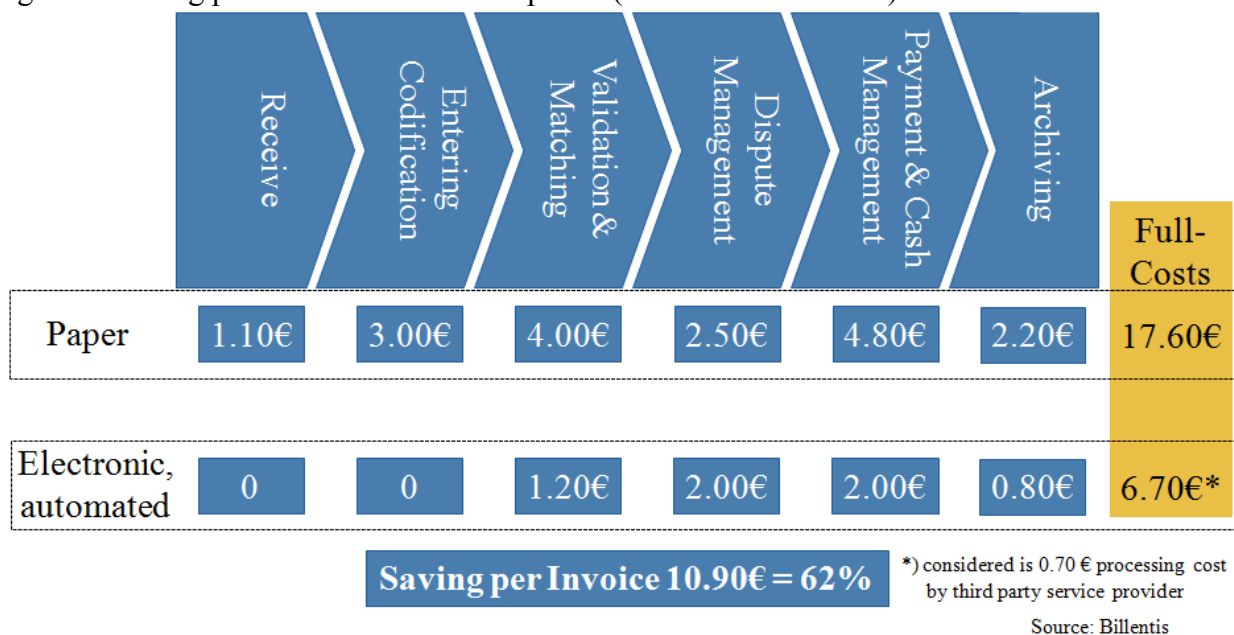 Receive
Entering
Codification
Validation &
Matching
Dispute
Management
Payment & Cash
Management
Archiving
Full-
Costs
Paper
1.10€
3.00€
4.00€
2.50€
4.80€
2.20€
17.60€
Electronic,
automated
0
0
1.20€
2.00€
2.00€
0.80€
6.70€*
Saving per Invoice 10.90€ = 62%
*) considered is 0.70 € processing cost
by third party service provider
Source: Billentis